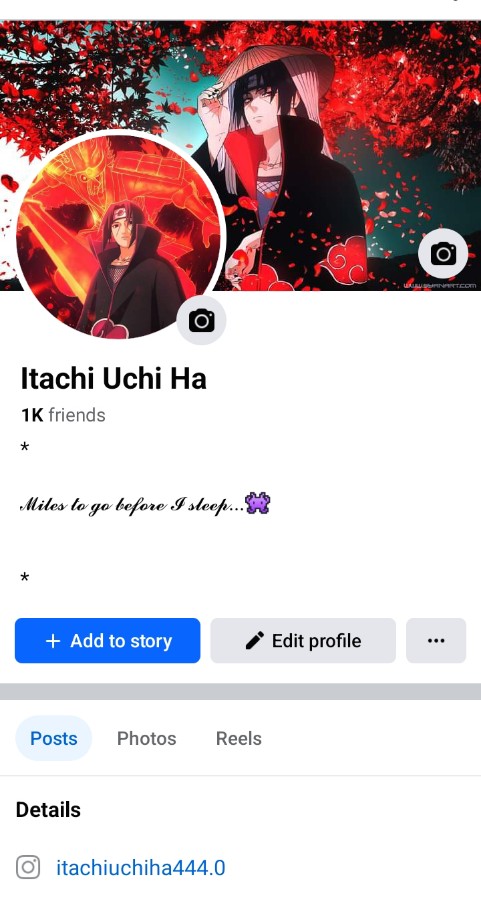 Itachi Uchi Ha
1K friends
*
𝓜𝓲𝓵𝓮𝓼 𝓽𝓸 𝓰𝓸 𝓫𝓮𝓯𝓸𝓻𝓮 𝓘 𝓼𝓵𝓮𝓮𝓹...👾
*
+ Add to story
Edit profile
...
Posts Photos Reels
Details
itachiuchiha444.0